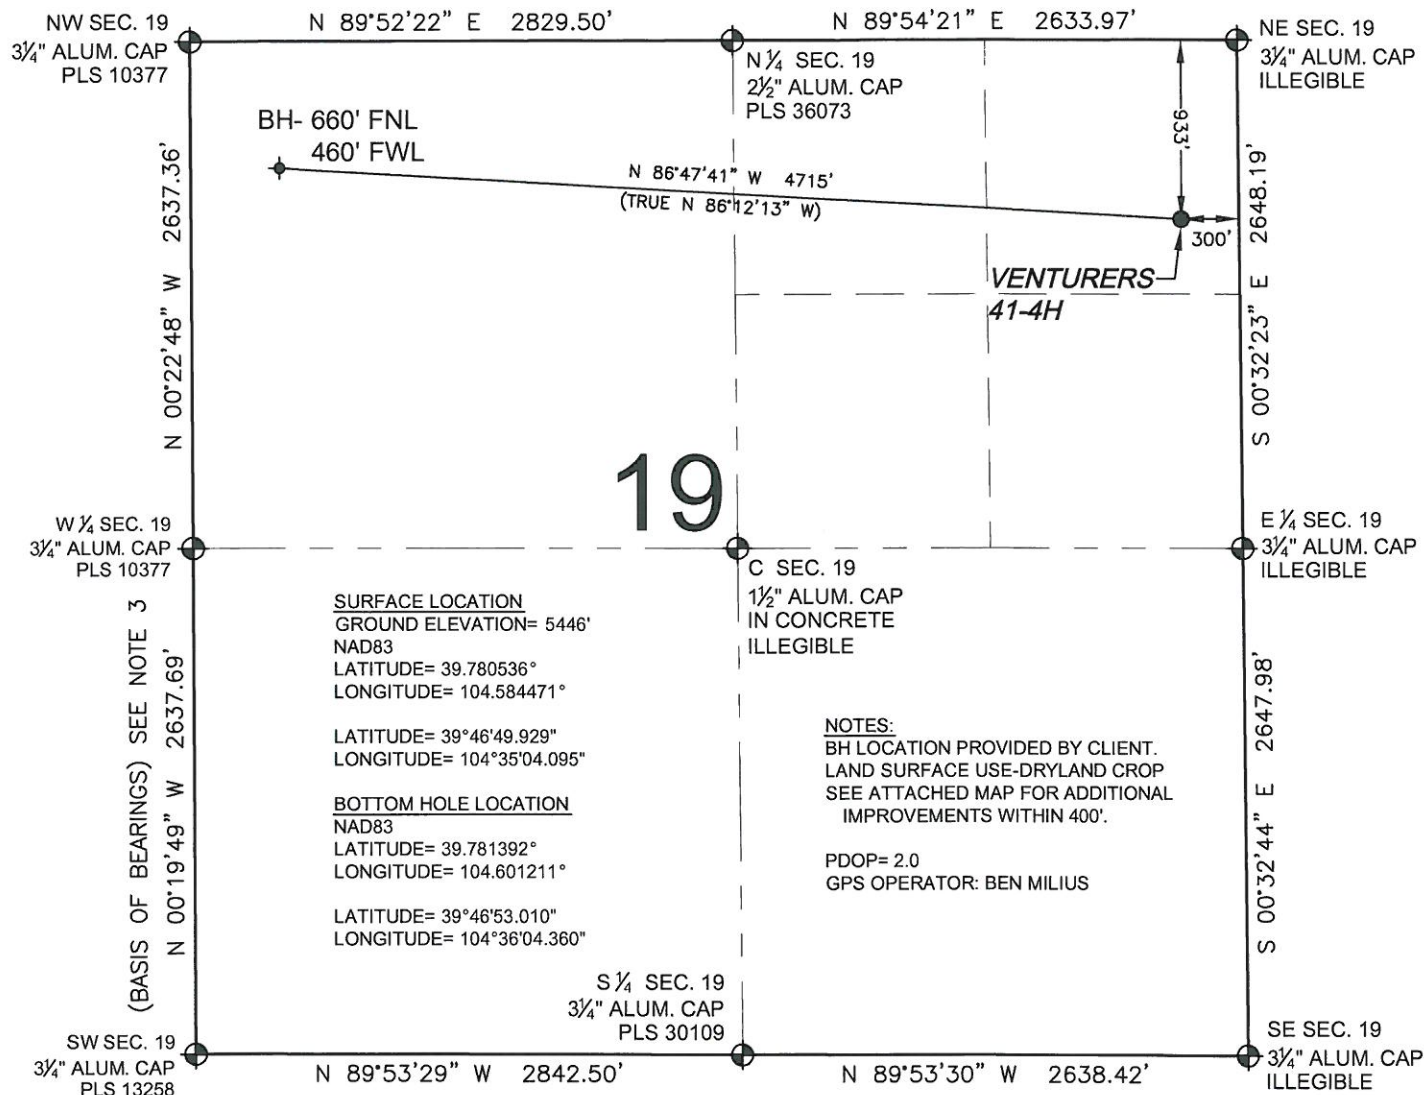 NW SEC. 19
3¼" ALUM. CAP
PLS 10377
N 89°52'22" E 2829.50'
N 89°54'21" E 2633.97'
NE SEC. 19
3¼" ALUM. CAP
ILLEGIBLE
N ¼ SEC. 19
2½" ALUM. CAP
PLS 36073
BH- 660' FNL
460' FWL
N 86°47'41" W 4715'
(TRUE N 86°12'13" W)
933'
300'
VENTURERS
41-4H
N 00°22'48" W 2637.36'
S 00°32'23" E 2648.19'
19
W ¼ SEC. 19
3¼" ALUM. CAP
PLS 10377
C SEC. 19
1½" ALUM. CAP
IN CONCRETE
ILLEGIBLE
E ¼ SEC. 19
3¼" ALUM. CAP
ILLEGIBLE
(BASIS OF BEARINGS) SEE NOTE 3
N 00°19'49" W 2637.69'
SURFACE LOCATION
GROUND ELEVATION= 5446'
NAD83
LATITUDE= 39.780536°
LONGITUDE= 104.584471°
LATITUDE= 39°46'49.929"
LONGITUDE= 104°35'04.095"
BOTTOM HOLE LOCATION
NAD83
LATITUDE= 39.781392°
LONGITUDE= 104.601211°
LATITUDE= 39°46'53.010"
LONGITUDE= 104°36'04.360"
NOTES:
BH LOCATION PROVIDED BY CLIENT.
LAND SURFACE USE-DRYLAND CROP
SEE ATTACHED MAP FOR ADDITIONAL
IMPROVEMENTS WITHIN 400'.
PDOP= 2.0
GPS OPERATOR: BEN MILIUS
S 00°32'44" E 2647.98'
S ¼ SEC. 19
3¼" ALUM. CAP
PLS 30109
SW SEC. 19
3¼" ALUM. CAP
PLS 13258
N 89°53'29" W 2842.50'
N 89°53'30" W 2638.42'
SE SEC. 19
3¼" ALUM. CAP
ILLEGIBLE